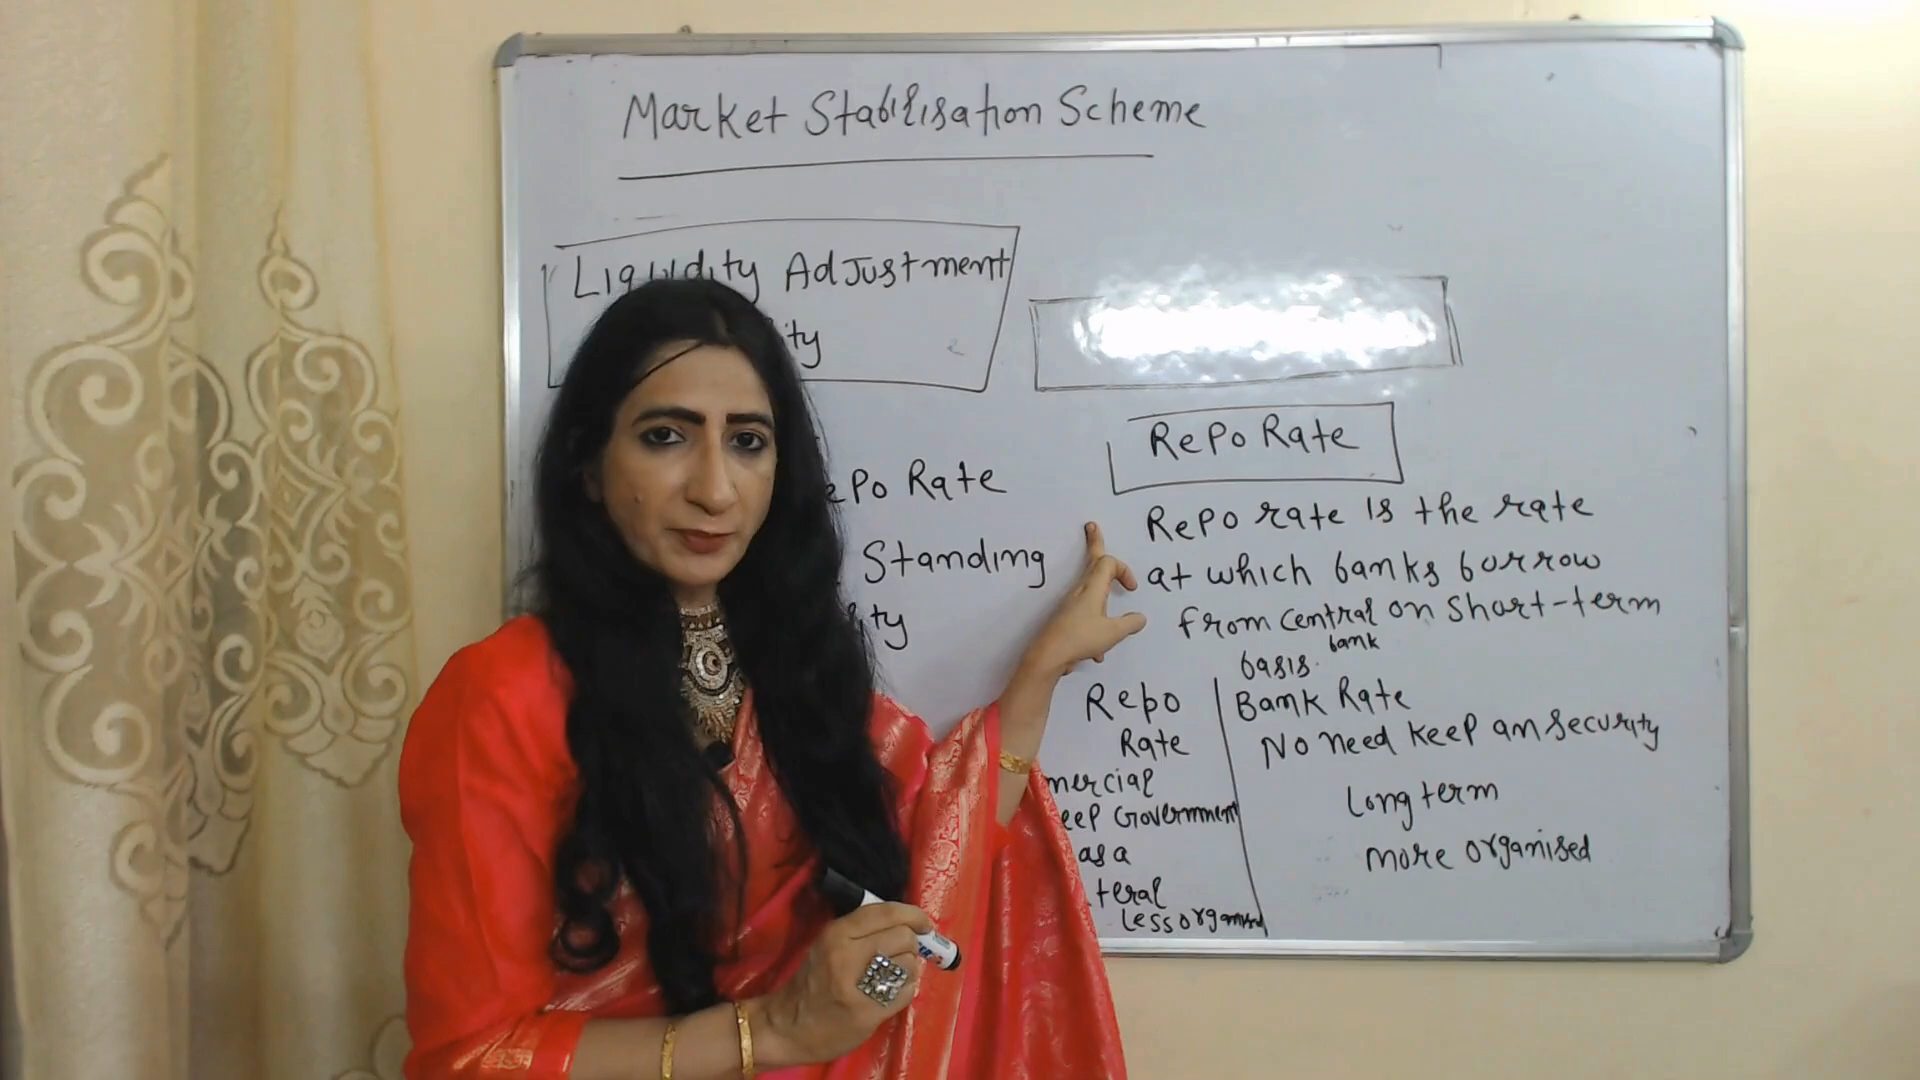 Market Stabilisation Scheme
Liquidity Adjustment
ity
epo Rate
Standing
ity
Repo Rate
Repo rate is the rate
at which banks borrow
from central on short-term
bank
basis.
Repo
Rate
mercial
eep Government
as a
teral
Less organised
Bank Rate
No need keep an security
Long term
more organised